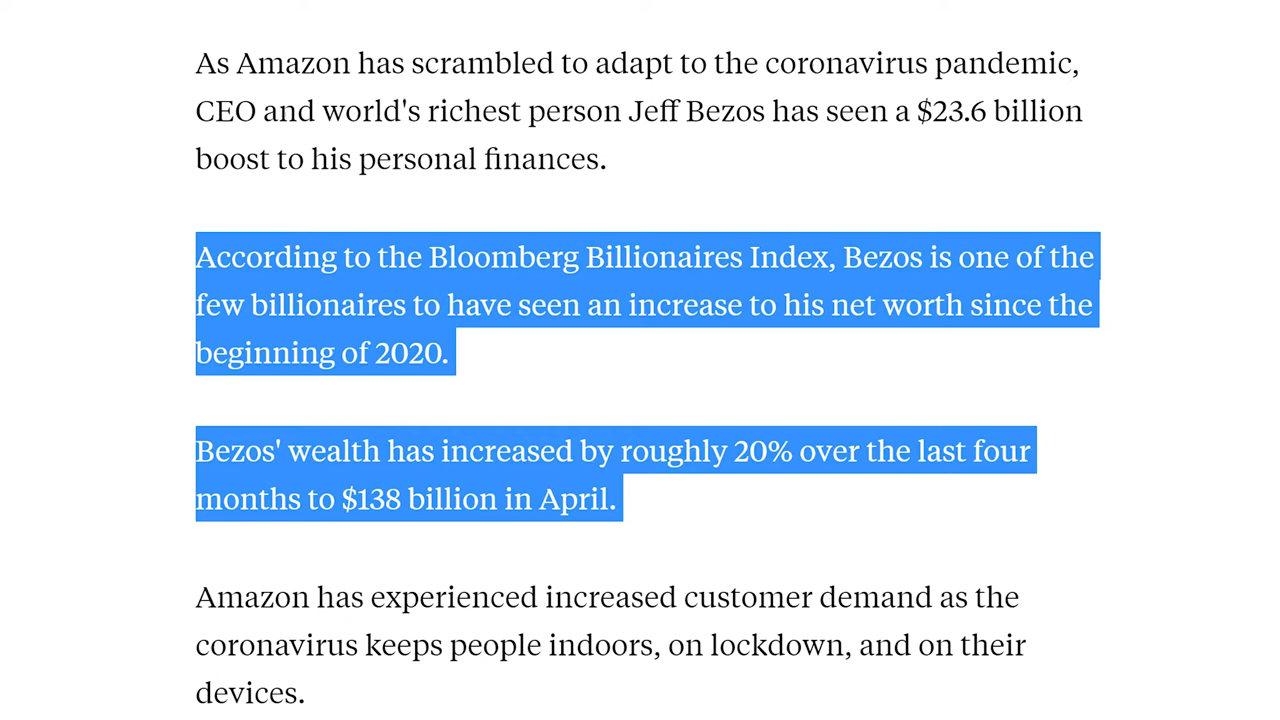 As Amazon has scrambled to adapt to the coronavirus pandemic,
CEO and world's richest person Jeff Bezos has seen a $23.6 billion
boost to his personal finances.
According to the Bloomberg Billionaires Index, Bezos is one of the
few billionaires to have seen an increase to his net worth since the
beginning of 2020.
Bezos' wealth has increased by roughly 20% over the last four
months to $138 billion in April.
Amazon has experienced increased customer demand as the
coronavirus keeps people indoors, on lockdown, and on their
devices.